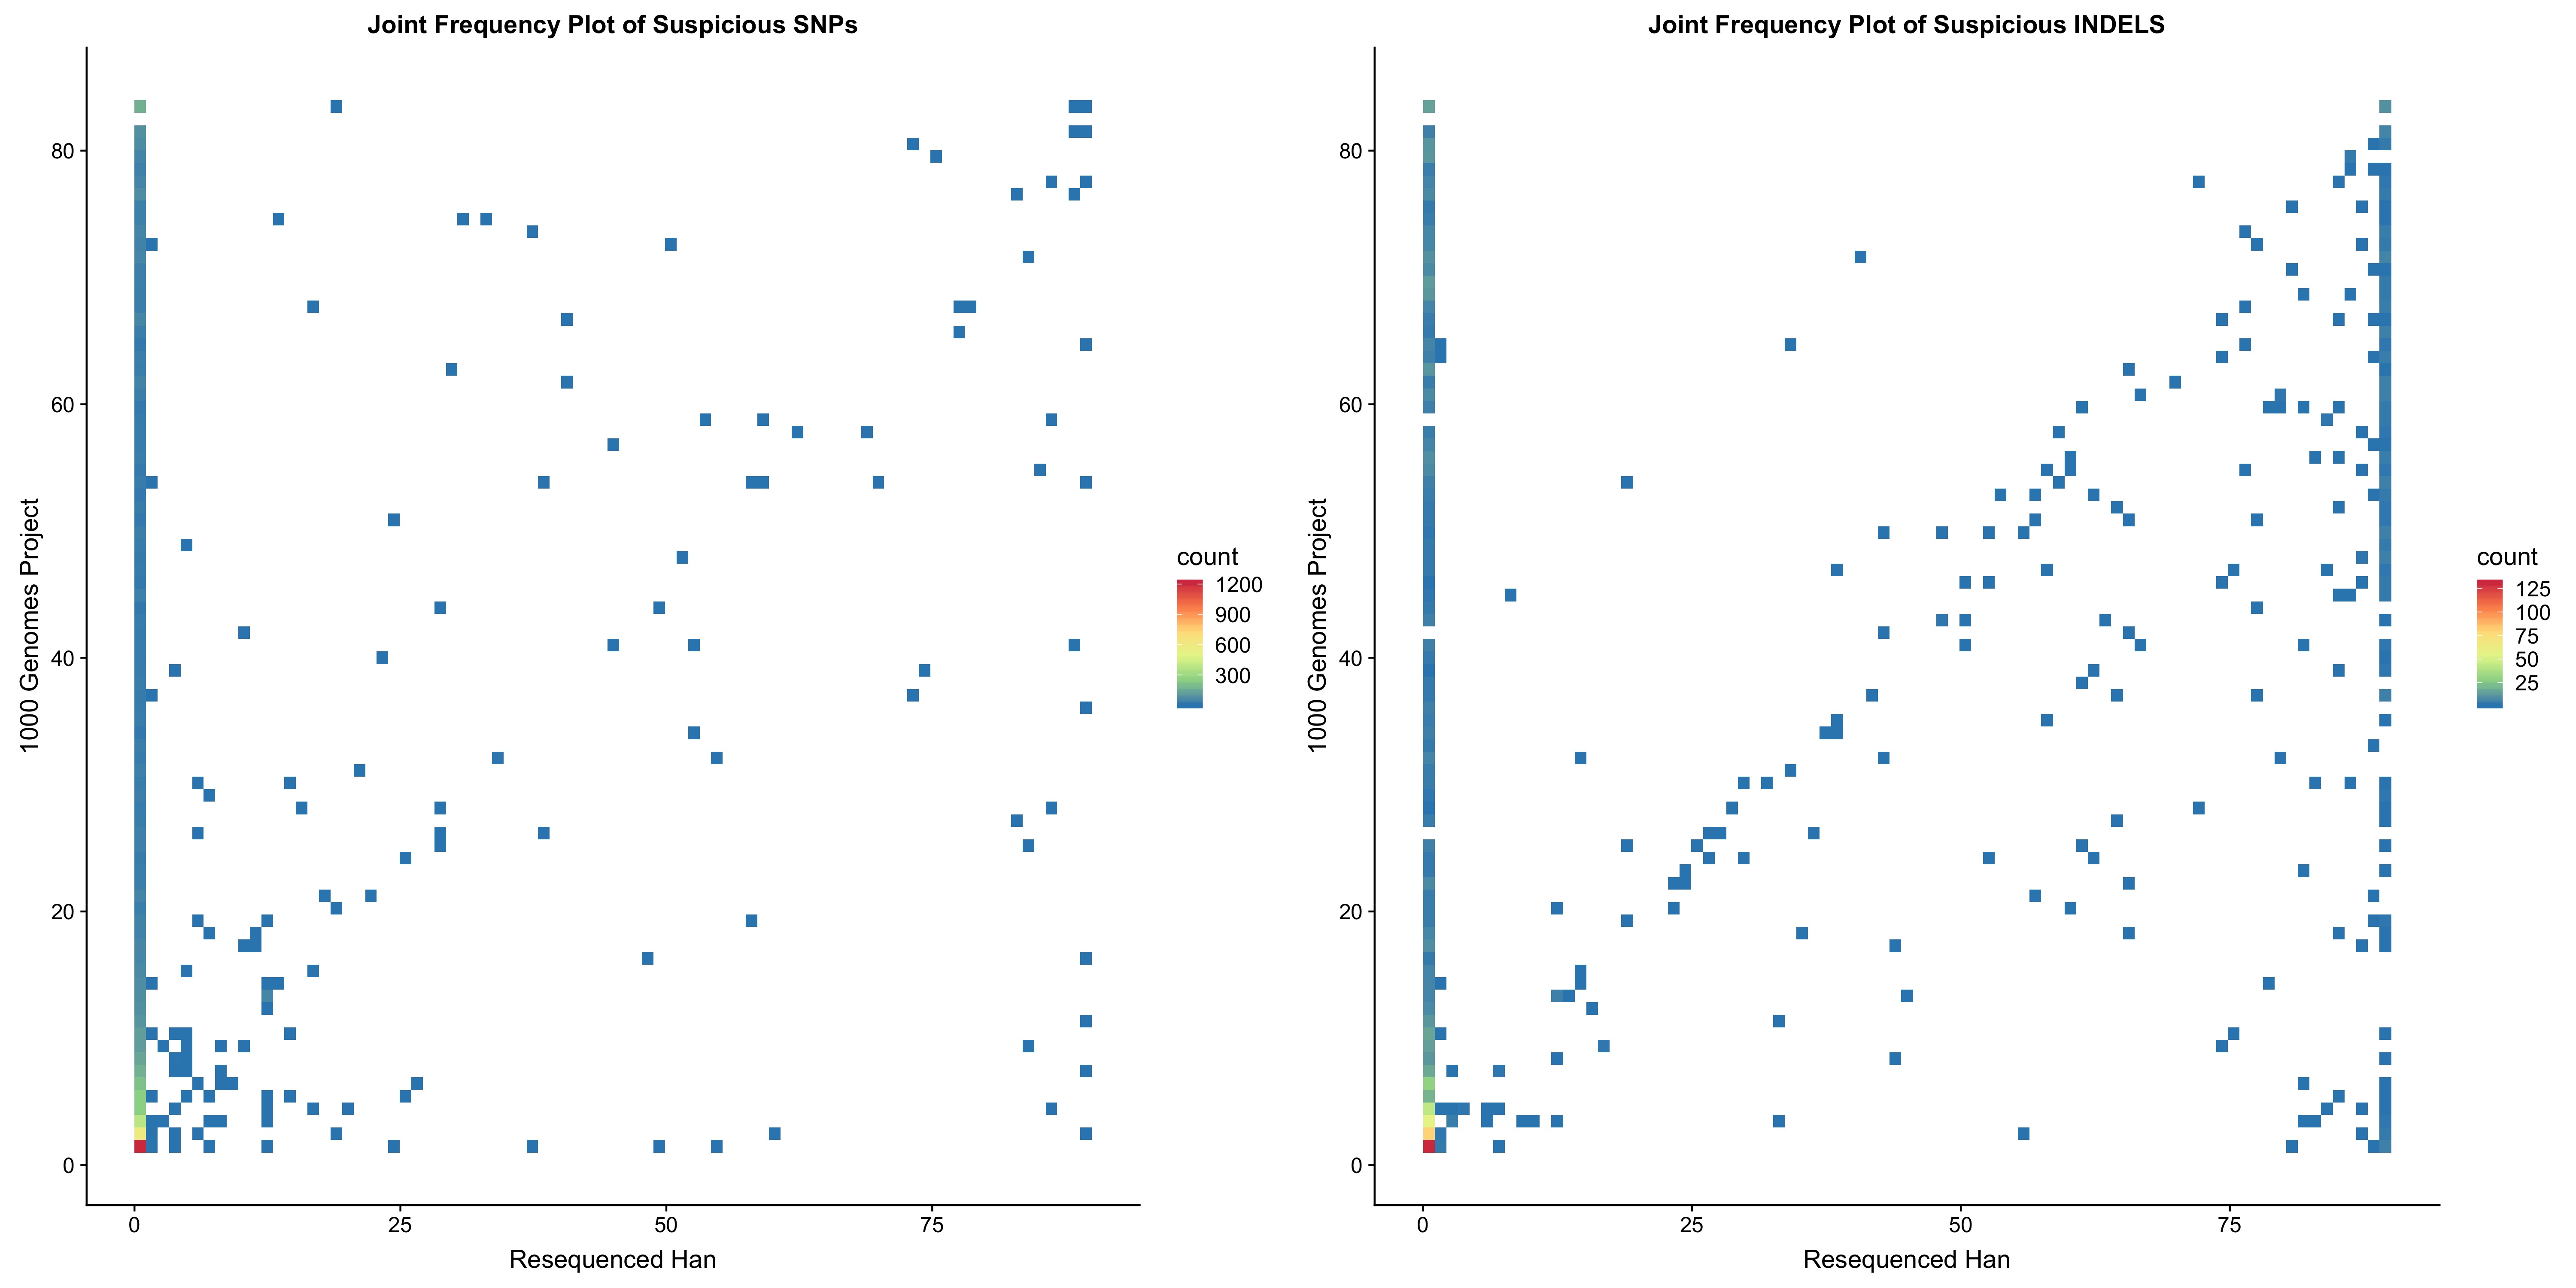 Joint Frequency Plot of Suspicious SNPs
1000 Genomes Project
80
60
40
20
0
0 25 50 75
Resequenced Han
count
1200
900
600
300
Joint Frequency Plot of Suspicious INDELS
1000 Genomes Project
80
60
40
20
0
0 25 50 75
Resequenced Han
count
125
100
75
50
25